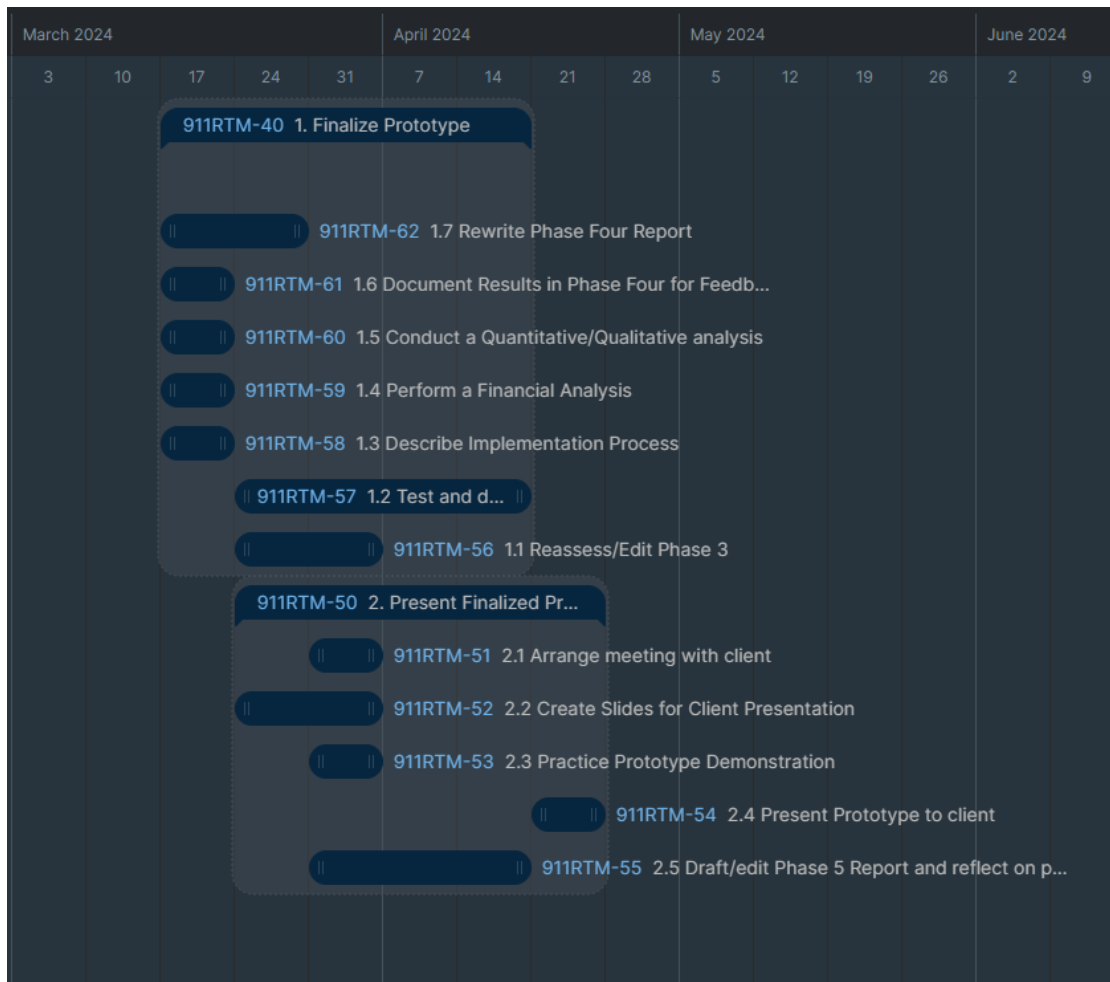 March 2024 April 2024 May 2024 June 2024
3 10 17 24 31 7 14 21 28 5 12 19 26 2 9
911RTM-40 1. Finalize Prototype
911RTM-62 1.7 Rewrite Phase Four Report
911RTM-61 1.6 Document Results in Phase Four for Feedb...
911RTM-60 1.5 Conduct a Quantitative/Qualitative analysis
911RTM-59 1.4 Perform a Financial Analysis
911RTM-58 1.3 Describe Implementation Process
911RTM-57 1.2 Test and d...
911RTM-56 1.1 Reassess/Edit Phase 3
911RTM-50 2. Present Finalized Pr...
911RTM-51 2.1 Arrange meeting with client
911RTM-52 2.2 Create Slides for Client Presentation
911RTM-53 2.3 Practice Prototype Demonstration
911RTM-54 2.4 Present Prototype to client
911RTM-55 2.5 Draft/edit Phase 5 Report and reflect on p...